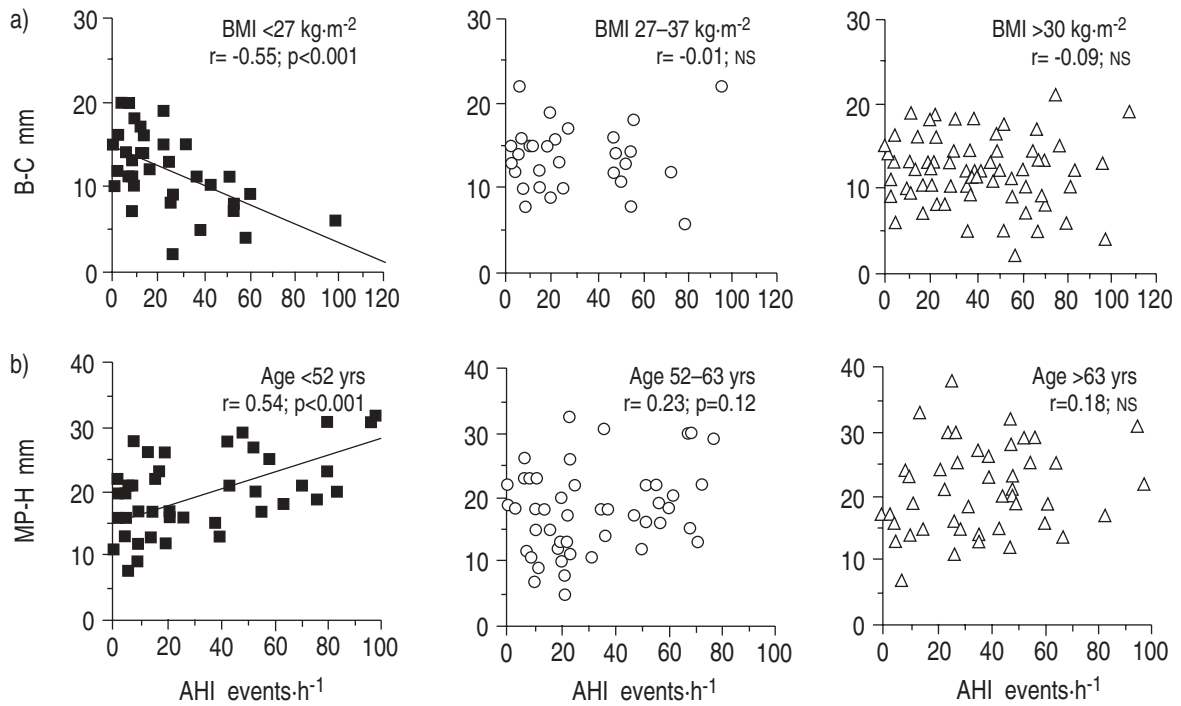 a)
BMI <27 kg·m-2
r= -0.55; p<0.001
BMI 27–37 kg·m-2
r= -0.01; NS
BMI >30 kg·m-2
r= -0.09; NS
B-C mm
30
20
10
0
0 20 40 60 80 100 120
30
20
10
0
0 20 40 60 80 100 120
30
20
10
0
0 20 40 60 80 100 120
b)
Age <52 yrs
r= 0.54; p<0.001
Age 52–63 yrs
r= 0.23; p=0.12
Age >63 yrs
r=0.18; NS
MP-H mm
40
30
20
10
0
0 20 40 60 80 100
40
30
20
10
0
0 20 40 60 80 100
40
30
20
10
0
0 20 40 60 80 100
AHI events·h-1
AHI events·h-1
AHI events·h-1